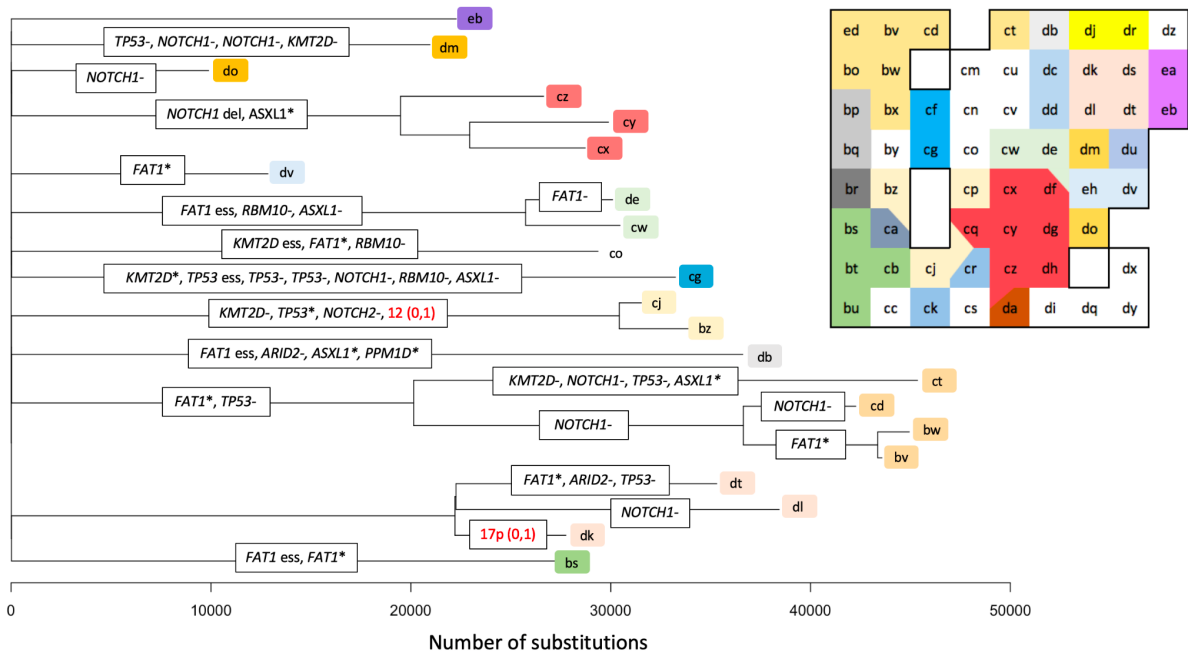 eb
TP53-, NOTCH1-, NOTCH1-, KMT2D-
dm
NOTCH1-
do
cz
NOTCH1 del, ASXL1*
cy
cx
FAT1*
dv
FAT1-
de
FAT1 ess, RBM10-, ASXL1-
cw
KMT2D ess, FAT1*, RBM10-
co
KMT2D*, TP53 ess, TP53-, TP53-, NOTCH1-, RBM10-, ASXL1-
cg
cj
KMT2D-, TP53*, NOTCH2-, 12 (0,1)
bz
FAT1 ess, ARID2-, ASXL1*, PPM1D*
db
KMT2D-, NOTCH1-, TP53-, ASXL1*
ct
FAT1*, TP53-
NOTCH1-
cd
NOTCH1-
FAT1*
bw
bv
FAT1*, ARID2-, TP53-
dt
NOTCH1-
dl
17p (0,1)
dk
FAT1 ess, FAT1*
bs
0 10000 20000 30000 40000 50000
Number of substitutions
ed bv cd ct db dj dr dz
bo bw cm cu dc dk ds ea
bp bx cf cn cv dd dl dt eb
bq by cg co cw de dm du
br bz cp cx df eh dv
bs ca cq cy dg do
bt cb cj cr cz dh dx
bu cc ck cs da di dq dy